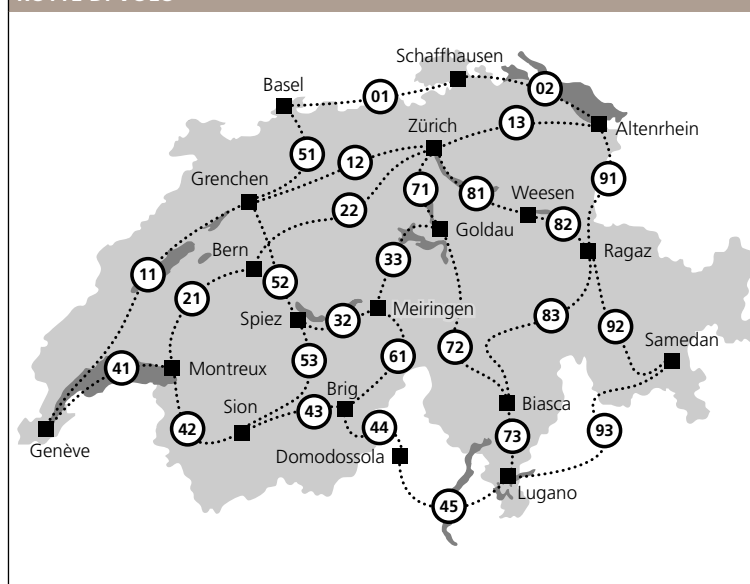 Schaffhausen
Basel
01
02
Zürich
13
Altenrhein
51
12
Grenchen
71
81
Weesen
91
22
82
Goldau
Ragaz
Bern
33
11
52
21
Spiez
32
Meiringen
83
92
Samedan
53
61
72
41
Montreux
Brig
Sion
43
Biasca
42
44
73
93
Genève
Domodossola
Lugano
45